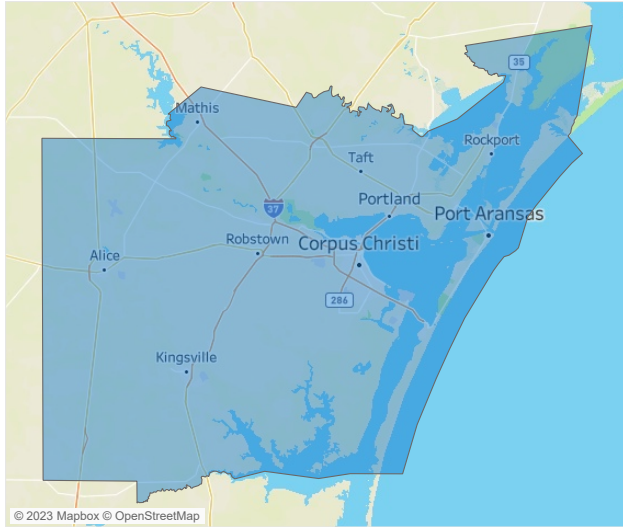 35
Mathis
Rockport
Taft
Portland
37
Port Aransas
Robstown
Corpus Christi
Alice
286
Kingsville
© 2023 Mapbox © OpenStreetMap